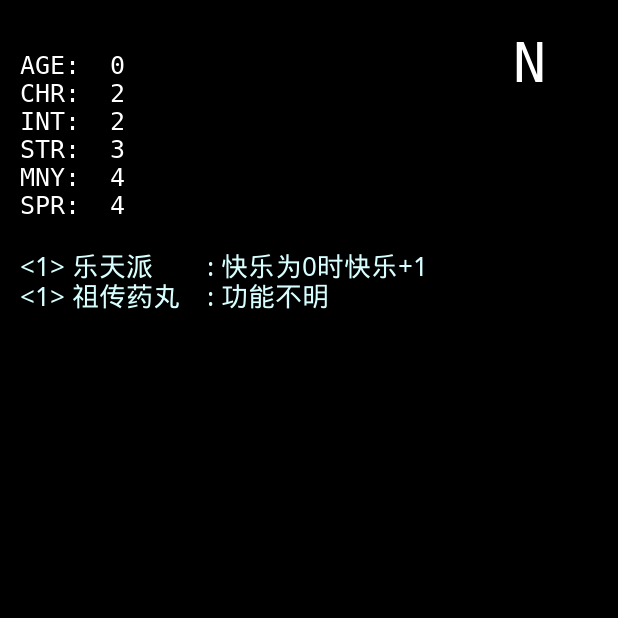 N
AGE: 0
CHR: 2
INT: 2
STR: 3
MNY: 4
SPR: 4
<1> 乐天派 : 快乐为0时快乐+1
<1> 祖传药丸 : 功能不明